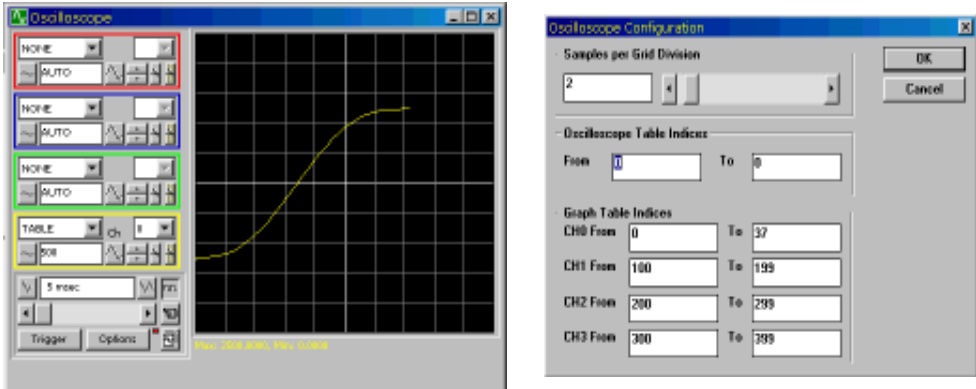 Oscilloscope
NONE
AUTO
NONE
AUTO
NONE
AUTO
TABLE ch 0
500
5 msec
Trigger Options
Max: 2500.0000, Min: 0.0000
Oscilloscope Configuration
Samples per Grid Division
2
OK
Cancel
Oscilloscope Table Indices
From To 0
Graph Table Indices
CH0 From 0 To 37
CH1 From 100 To 199
CH2 From 200 To 299
CH3 From 300 To 399